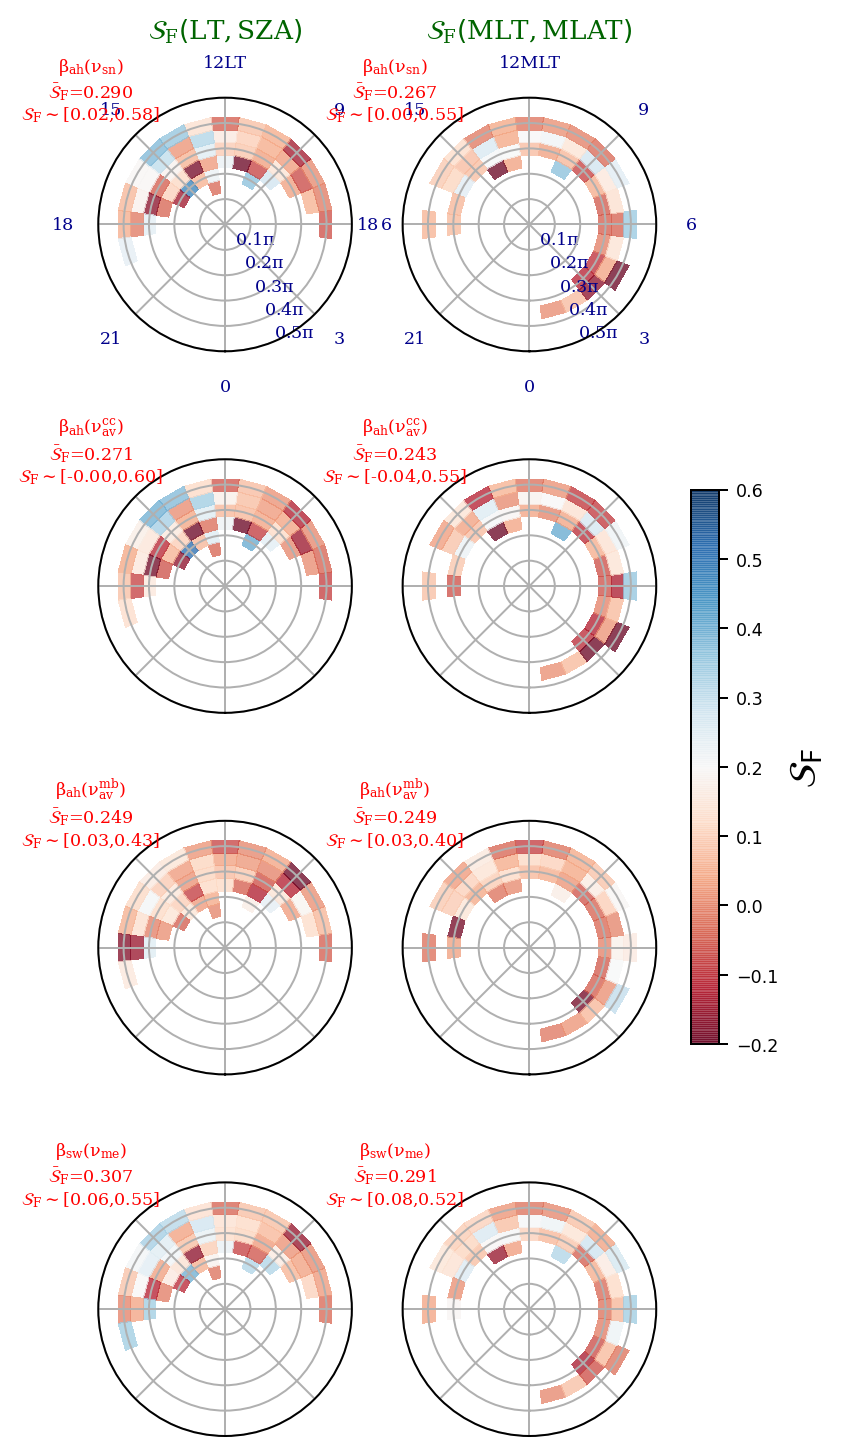 𝒮F(LT, SZA)
𝒮F(MLT, MLAT)
βah(νsn)
𝒮̄F=0.290
𝒮F ∼ [0.02,0.58]
12LT
15
9
18
6
21
3
0
0.1π
0.2π
0.3π
0.4π
0.5π
βah(νsn)
𝒮̄F=0.267
𝒮F ∼ [0.00,0.55]
12MLT
15
9
18
6
21
3
0
0.1π
0.2π
0.3π
0.4π
0.5π
βah(νccav)
𝒮̄F=0.271
𝒮F ∼ [-0.00,0.60]
βah(νccav)
𝒮̄F=0.243
𝒮F ∼ [-0.04,0.55]
βah(νmbav)
𝒮̄F=0.249
𝒮F ∼ [0.03,0.43]
βah(νmbav)
𝒮̄F=0.249
𝒮F ∼ [0.03,0.40]
βsw(νme)
𝒮̄F=0.307
𝒮F ∼ [0.06,0.55]
βsw(νme)
𝒮̄F=0.291
𝒮F ∼ [0.08,0.52]
0.6
0.5
0.4
0.3
0.2
0.1
0.0
−0.1
−0.2
𝒮F